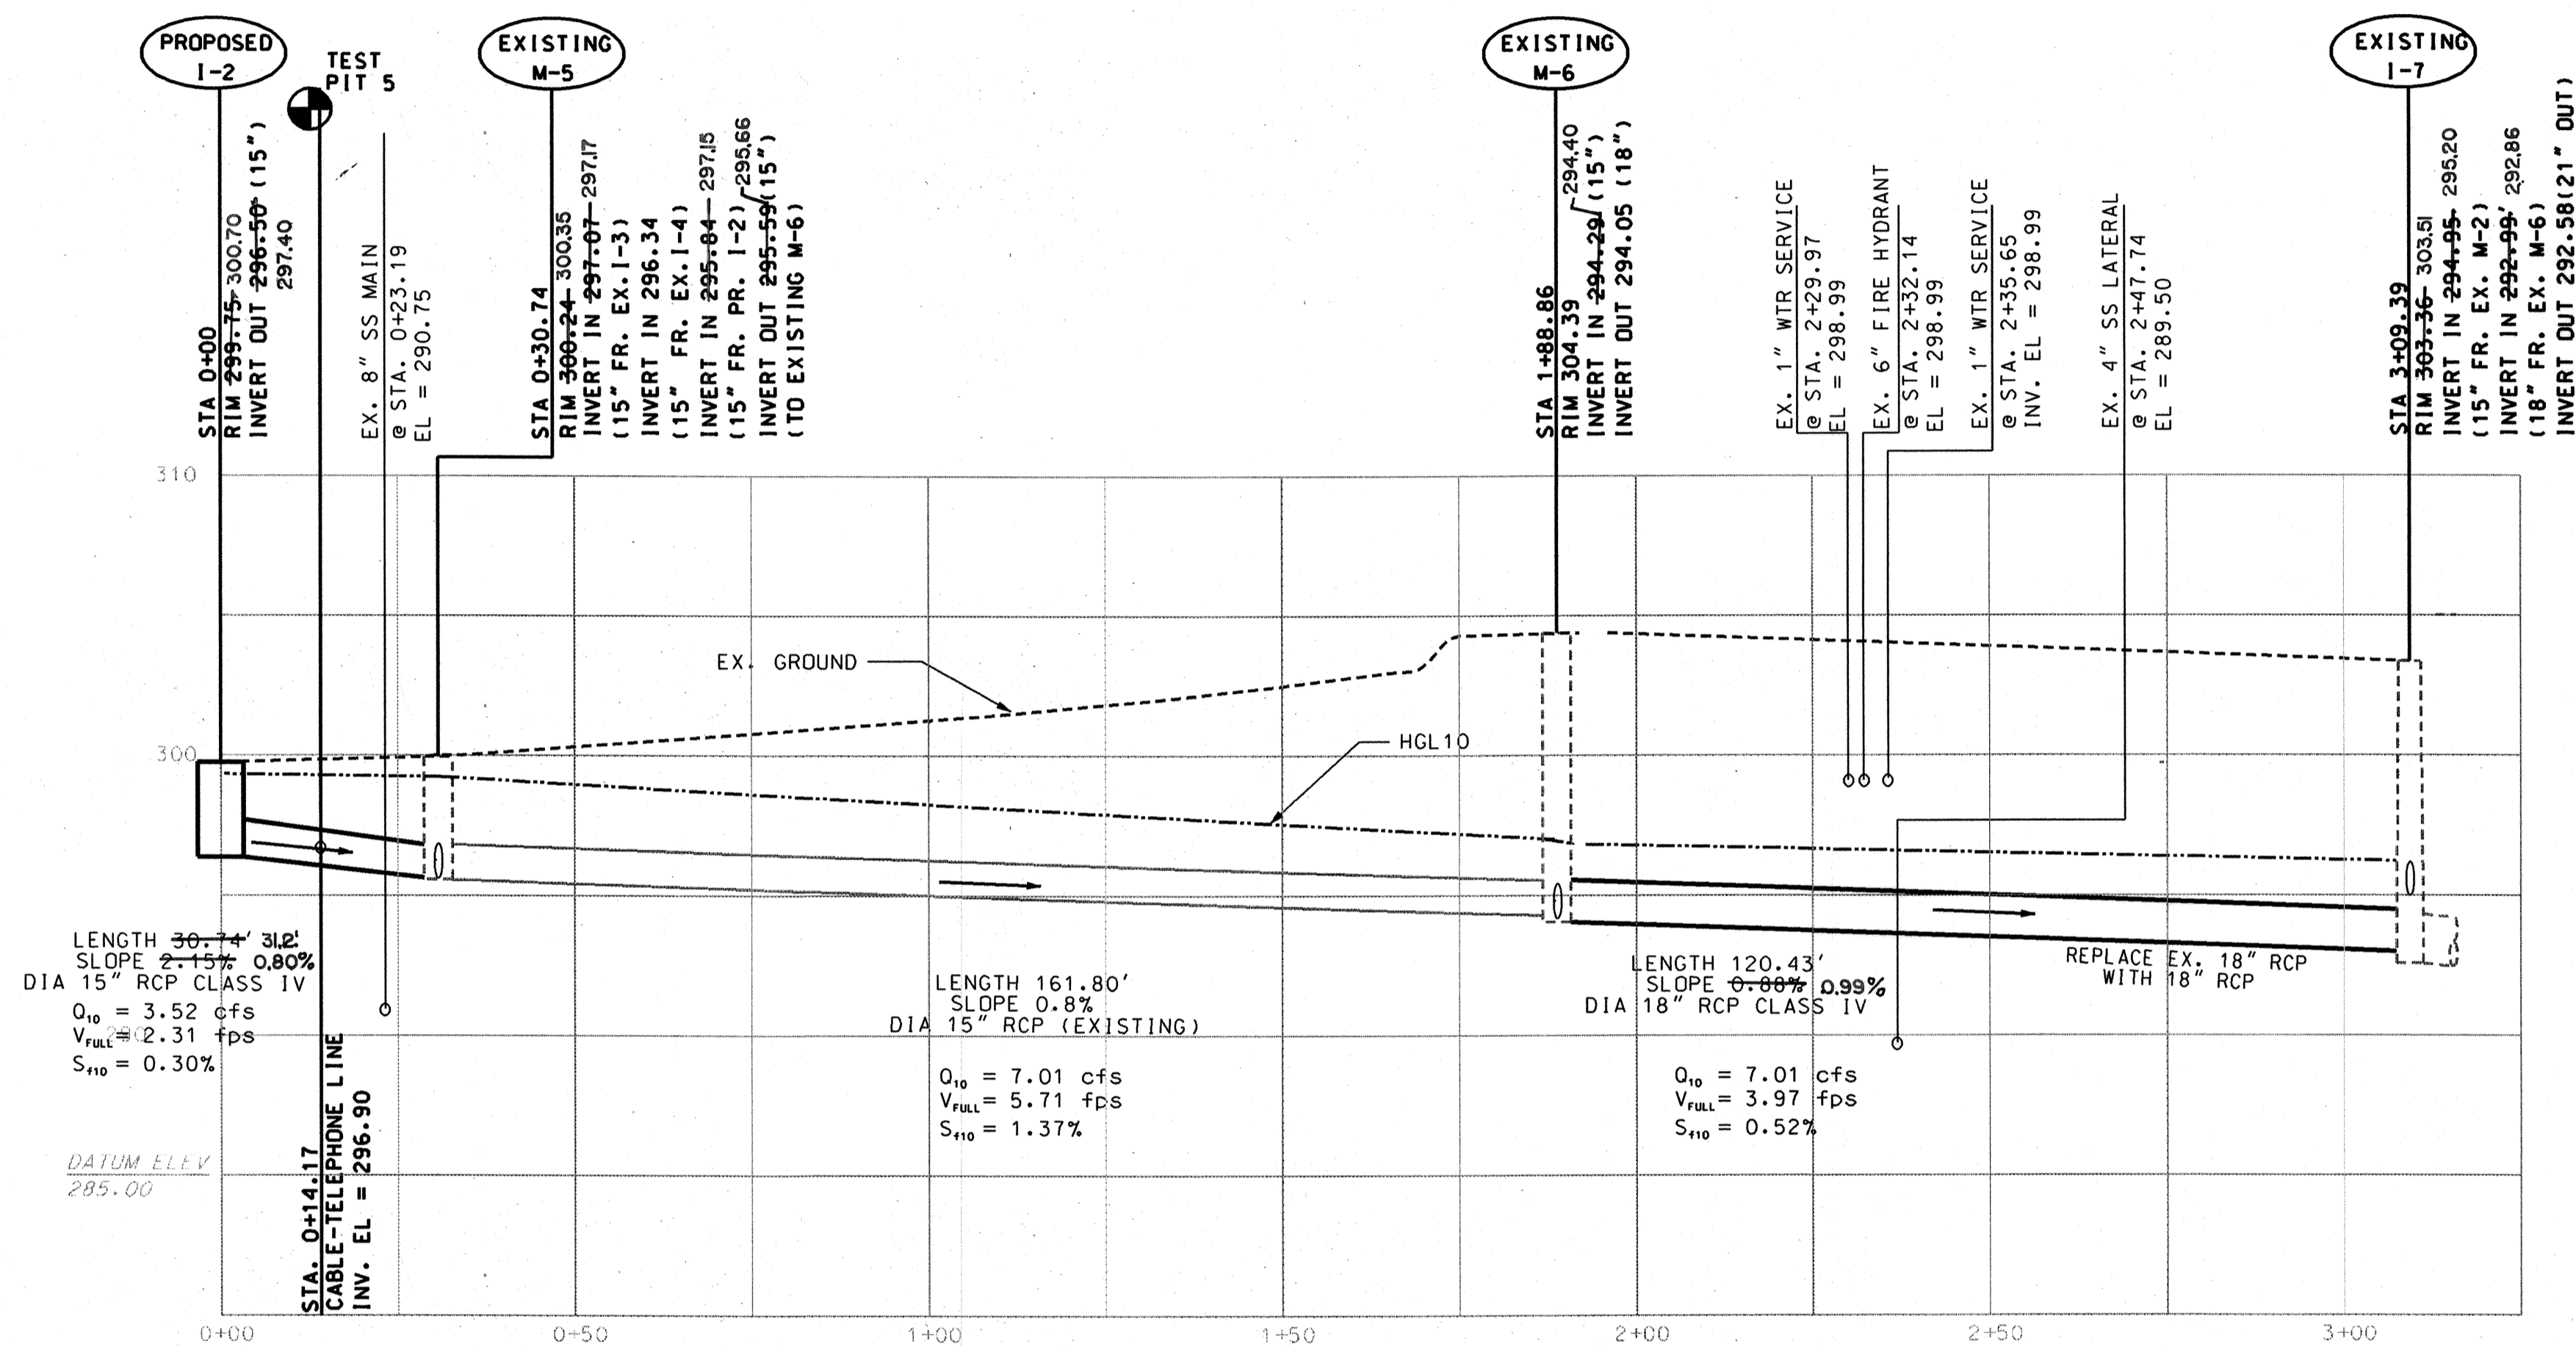 PROPOSED
I-2
TEST
PIT 5
EXISTING
M-5
EXISTING
M-6
EXISTING
I-7
STA 0+00
RIM 299.75 300.70
INVERT OUT 296.50 (15")
297.40
EX. 8" SS MAIN
@ STA. 0+23.19
EL = 290.75
STA 0+30.74
RIM 300.24 300.35
INVERT IN 297.07 297.17
(15" FR. EX.I-3)
INVERT IN 296.34
(15" FR. EX.I-4)
INVERT IN 295.84 297.15
(15" FR. PR. I-2) 295.66
INVERT OUT 295.59 (15")
(TO EXISTING M-6)
STA 1+88.86
RIM 304.39
294.40
INVERT IN 294.29 (15")
INVERT OUT 294.05 (18")
EX. 1" WTR SERVICE
@ STA. 2+29.97
EL = 298.99
EX. 6" FIRE HYDRANT
@ STA. 2+32.14
EL = 298.99
EX. 1" WTR SERVICE
@ STA. 2+35.65
INV. EL = 298.99
EX. 4" SS LATERAL
@ STA. 2+47.74
EL = 289.50
STA 3+09.39
RIM 303.36 303.51
INVERT IN 294.95 295.20
(15" FR. EX. M-2)
INVERT IN 292.99' 292.86
(18" FR. EX. M-6)
INVERT OUT 292.58(21" OUT)
310
EX. GROUND
300
HGL10
LENGTH 30.74' 31.2'
SLOPE 2.15% 0.80%
DIA 15" RCP CLASS IV
Q10 = 3.52 cfs
VFULL= 2.31 fps
Sf10 = 0.30%
290
LENGTH 161.80'
SLOPE 0.8%
DIA 15" RCP (EXISTING)
Q10 = 7.01 cfs
VFULL= 5.71 fps
Sf10 = 1.37%
LENGTH 120.43'
SLOPE 0.88% 0.99%
DIA 18" RCP CLASS IV
Q10 = 7.01 cfs
VFULL= 3.97 fps
Sf10 = 0.52%
REPLACE EX. 18" RCP
WITH 18" RCP
DATUM ELEV
285.00
STA. 0+14.17
CABLE-TELEPHONE LINE
INV. EL = 296.90
0+00
0+50
1+00
1+50
2+00
2+50
3+00